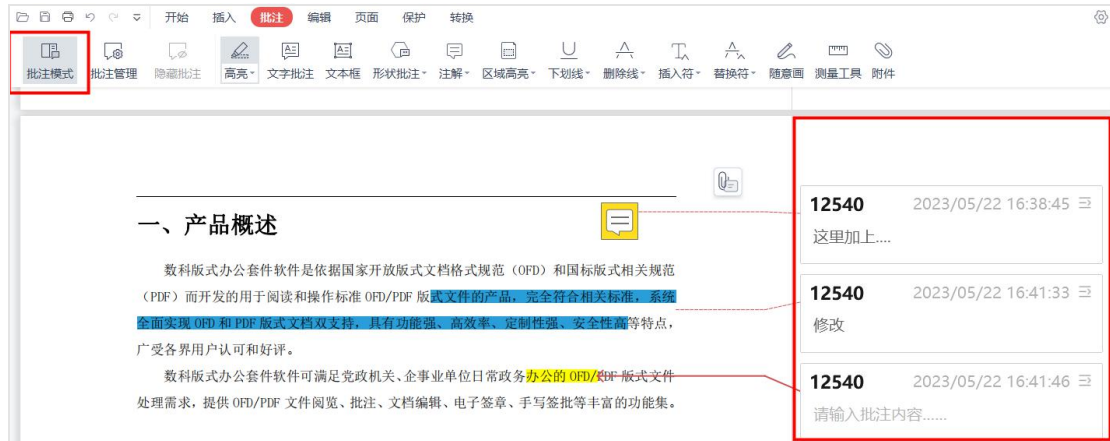 开始 插入 批注 编辑 页面 保护 转换
批注模式 批注管理 隐藏批注 高亮 文字批注 文本框 形状批注 注解 区域高亮 下划线 删除线 插入符 替换符 随意画 测量工具 附件
一、产品概述
数科版式办公套件软件是依据国家开放版式文档格式规范（OFD）和国标版式相关规范
（PDF）而开发的用于阅读和操作标准 OFD/PDF 版式文件的产品，完全符合相关标准，系统
全面实现 OFD 和 PDF 版式文档双支持，具有功能强、高效率、定制性强、安全性高等特点，
广受各界用户认可和好评。
数科版式办公套件软件可满足党政机关、企事业单位日常政务办公的 OFD/PDF 版式文件
处理需求，提供 OFD/PDF 文件阅览、批注、文档编辑、电子签章、手写签批等丰富的功能集。
12540 2023/05/22 16:38:45
这里加上....
12540 2023/05/22 16:41:33
修改
12540 2023/05/22 16:41:46
请输入批注内容......